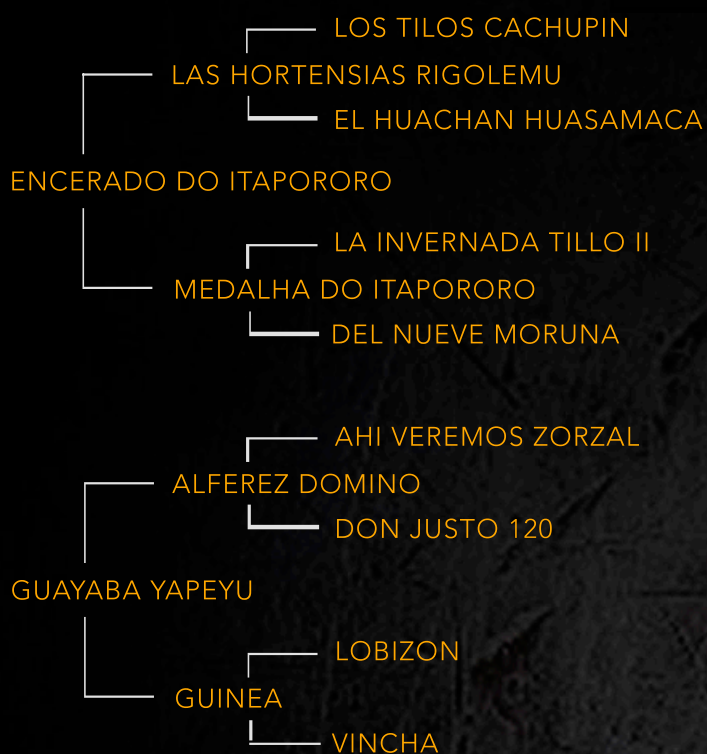 LOS TILOS CACHUPIN
LAS HORTENSIAS RIGOLEMU
EL HUACHAN HUASAMACA
ENCERADO DO ITAPORORO
LA INVERNADA TILLO II
MEDALHA DO ITAPORORO
DEL NUEVE MORUNA
AHI VEREMOS ZORZAL
ALFEREZ DOMINO
DON JUSTO 120
GUAYABA YAPEYU
LOBIZON
GUINEA
VINCHA